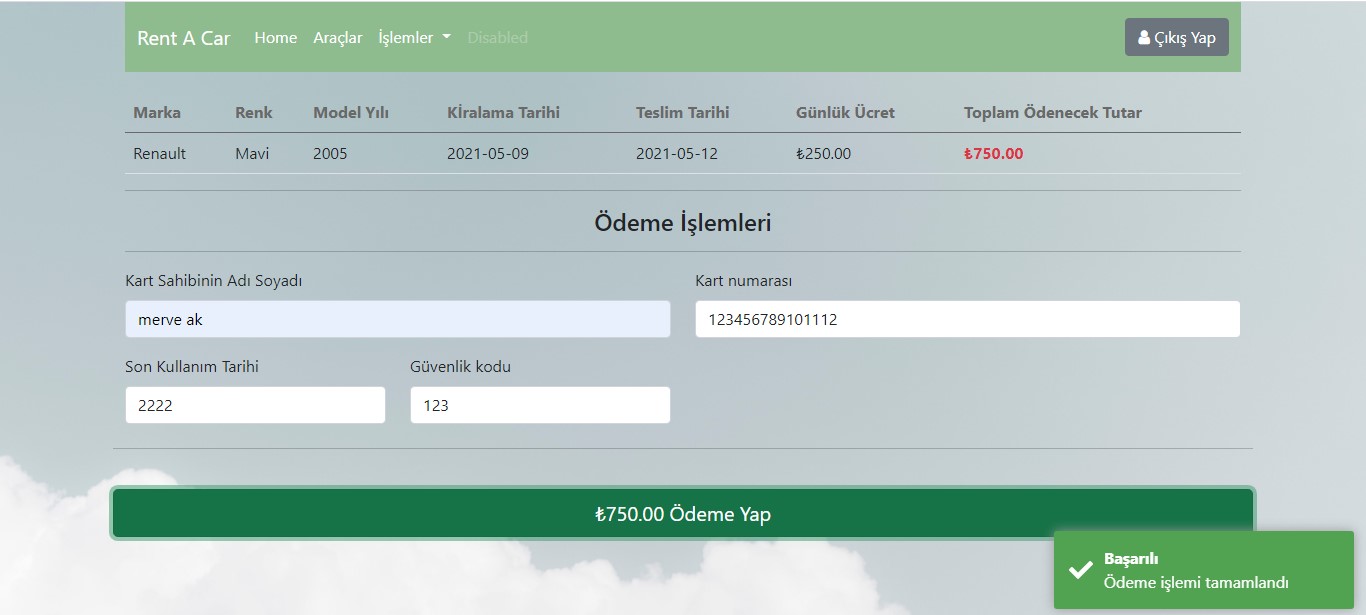 Rent A Car Home Araçlar İşlemler Disabled Çıkış Yap
Marka Renk Model Yılı Kİralama Tarihi Teslim Tarihi Günlük Ücret Toplam Ödenecek Tutar
Renault Mavi 2005 2021-05-09 2021-05-12 ₺250.00 ₺750.00
Ödeme İşlemleri
Kart Sahibinin Adı Soyadı Kart numarası
merve ak 123456789101112
Son Kullanım Tarihi Güvenlik kodu
2222 123
₺750.00 Ödeme Yap
Başarılı
Ödeme işlemi tamamlandı